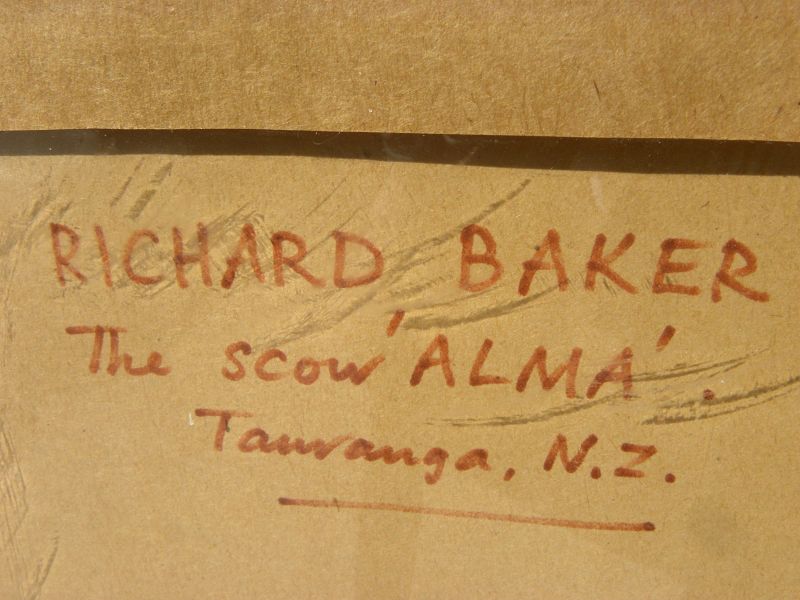 RICHARD BAKER
The scow 'ALMA'.
Tauranga, N.Z.